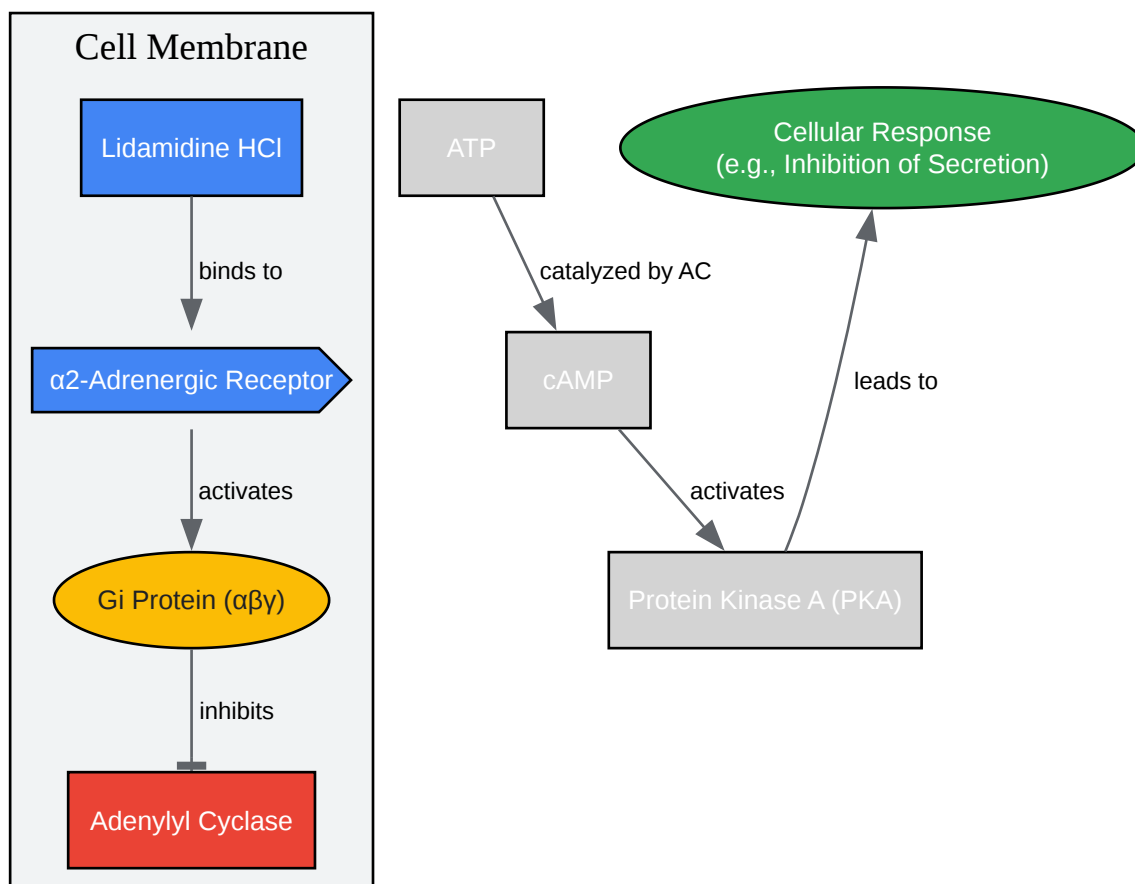 Cell Membrane
Lidamidine HCl
binds to
α2-Adrenergic Receptor
activates
Gi Protein (αβγ)
inhibits
Adenylyl Cyclase
ATP
catalyzed by AC
cAMP
activates
Protein Kinase A (PKA)
leads to
Cellular Response
(e.g., Inhibition of Secretion)